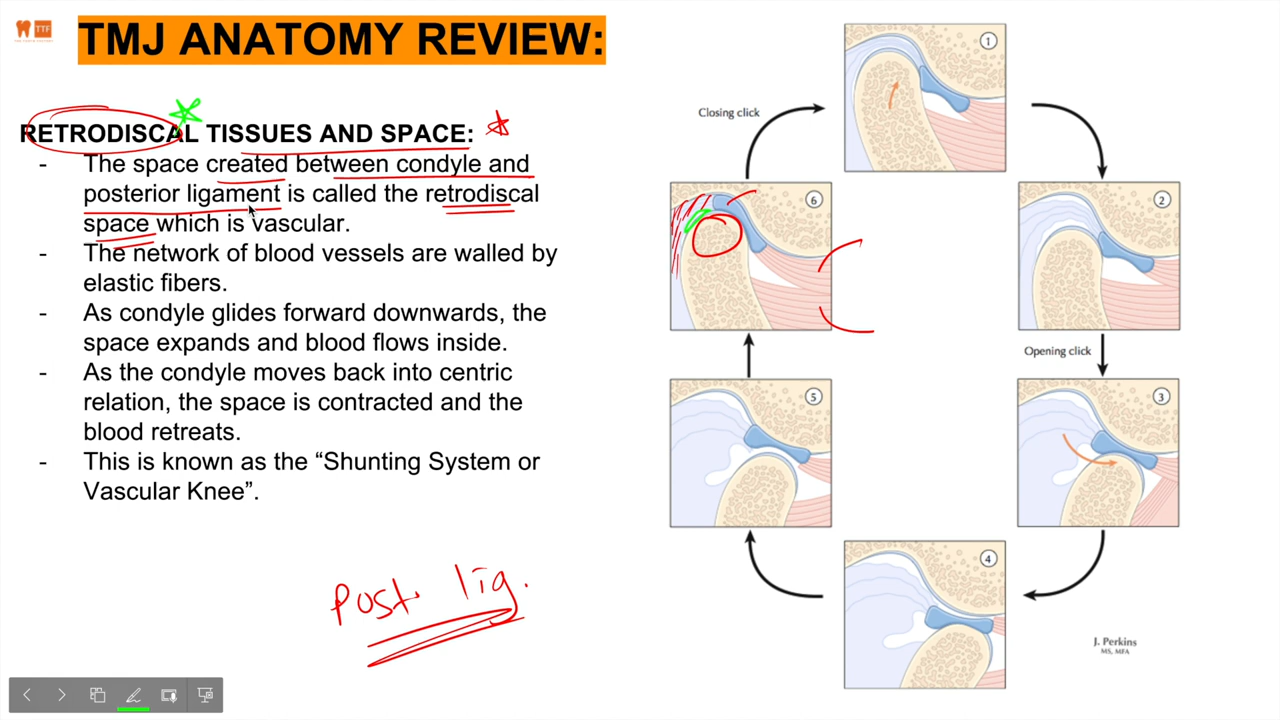 TTF
TMJ ANATOMY REVIEW:
RETRODISCAL TISSUES AND SPACE:
- The space created between condyle and
posterior ligament is called the retrodiscal
space which is vascular.
- The network of blood vessels are walled by
elastic fibers.
- As condyle glides forward downwards, the
space expands and blood flows inside.
- As the condyle moves back into centric
relation, the space is contracted and the
blood retreats.
- This is known as the “Shunting System or
Vascular Knee”.
Post. lig.
1
Closing click
6
2
Opening click
5
3
4
J. Perkins
MS, MFA